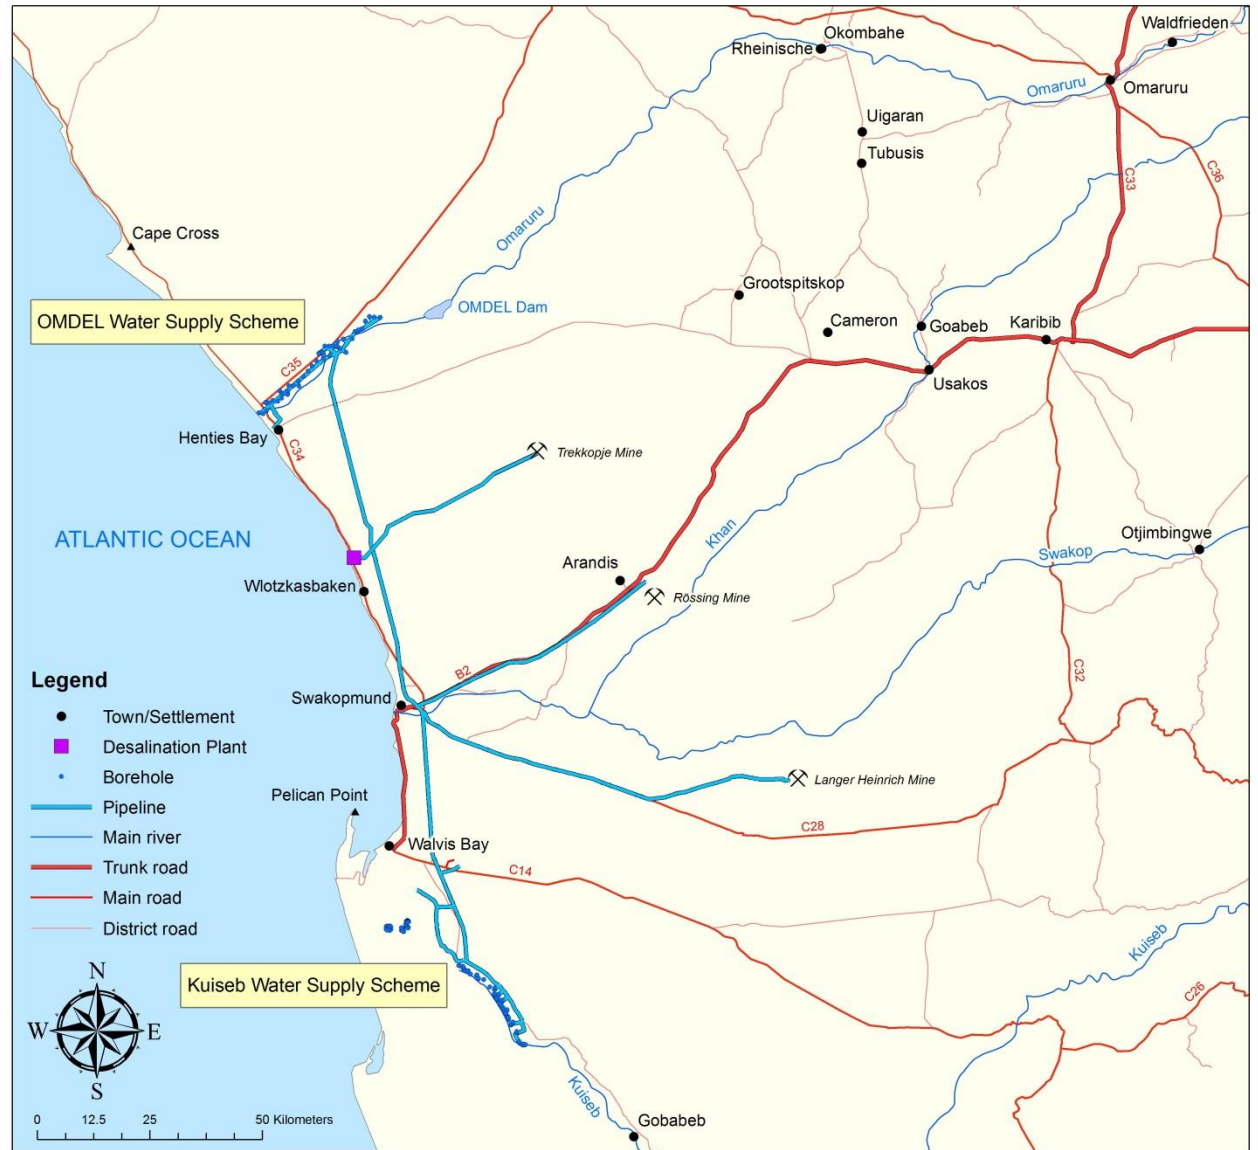 Waldfrieden
Okombahe
Rheinische
Omaruru
Omaruru
Uigaran
Tubusis
C33
C36
Cape Cross
Omaruru
Grootspitskop
OMDEL Water Supply Scheme
OMDEL Dam
Cameron
Goabeb
Karibib
C35
Usakos
Henties Bay
C34
Trekkopje Mine
ATLANTIC OCEAN
Khan
Otjimbingwe
Swakop
Arandis
Wlotzkasbaken
Rössing Mine
B2
C32
Legend
Swakopmund
Town/Settlement
Desalination Plant
Borehole
Pipeline
Main river
Trunk road
Main road
District road
Langer Heinrich Mine
Pelican Point
C28
Walvis Bay
C14
Kuiseb
Kuiseb Water Supply Scheme
C26
N
W
E
S
Kuiseb
0 12.5 25 50 Kilometers
Gobabeb